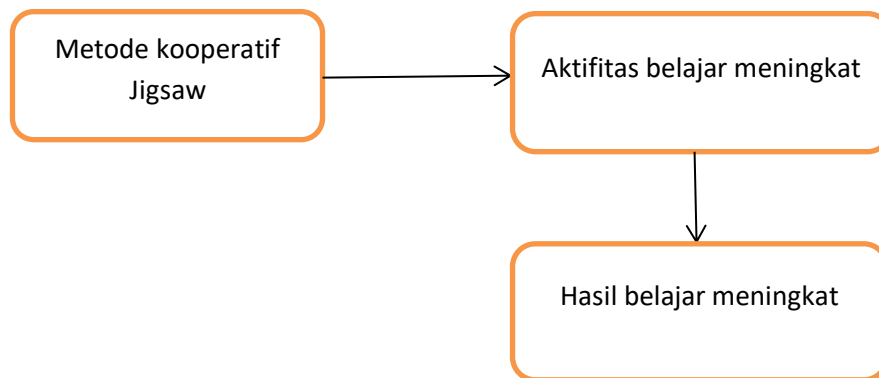 Metode kooperatif
Jigsaw
Aktifitas belajar meningkat
Hasil belajar meningkat